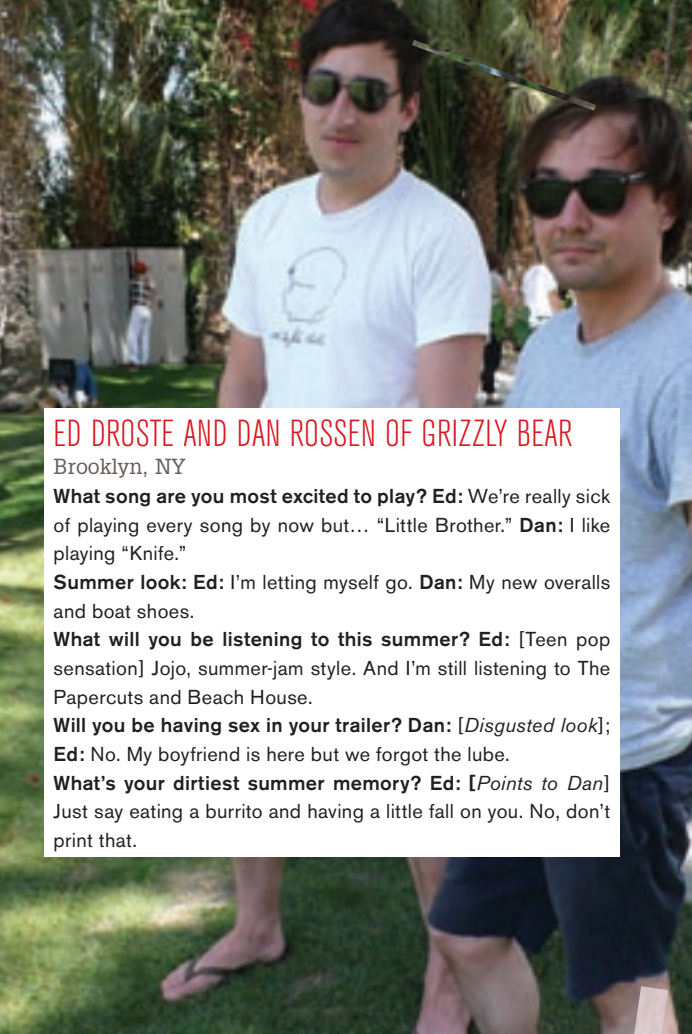 ED DROSTE AND DAN ROSSEN OF GRIZZLY BEAR
Brooklyn, NY
What song are you most excited to play? Ed: We’re really sick
of playing every song by now but… “Little Brother.” Dan: I like
playing “Knife.”
Summer look: Ed: I’m letting myself go. Dan: My new overalls
and boat shoes.
What will you be listening to this summer? Ed: [Teen pop
sensation] Jojo, summer-jam style. And I’m still listening to The
Papercuts and Beach House.
Will you be having sex in your trailer? Dan: [Disgusted look];
Ed: No. My boyfriend is here but we forgot the lube.
What’s your dirtiest summer memory? Ed: [Points to Dan]
Just say eating a burrito and having a little fall on you. No, don’t
print that.